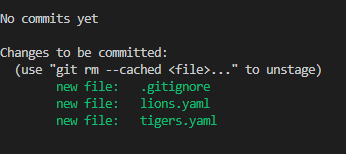 No commits yet
Changes to be committed:
(use "git rm --cached <file>..." to unstage)
new file: .gitignore
new file: lions.yaml
new file: tigers.yaml